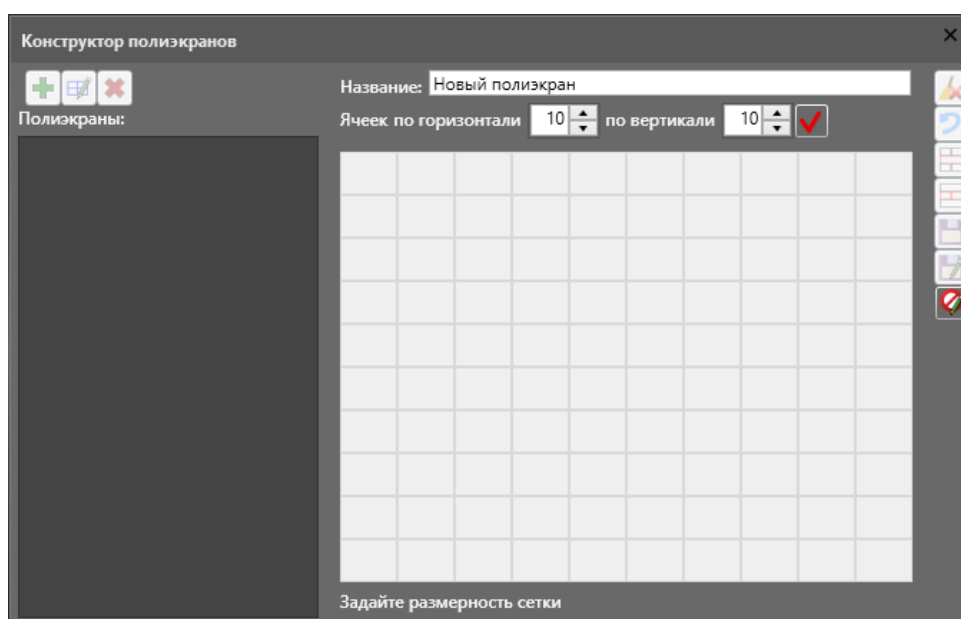 Конструктор полиэкранов
Полиэкраны:
Название: Новый полиэкран
Ячеек по горизонтали 10 по вертикали 10
Задайте размерность сетки